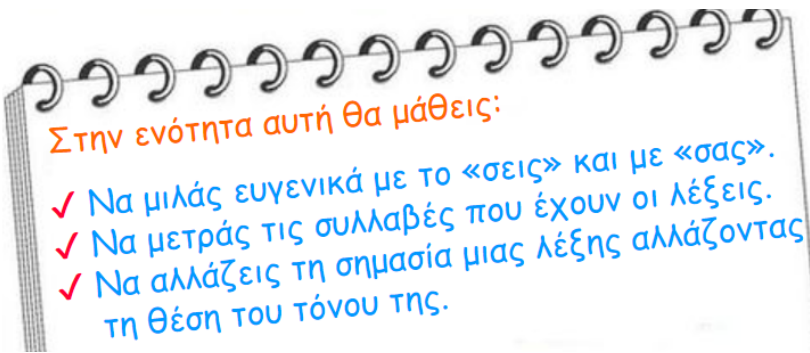 Στην ενότητα αυτή θα μάθεις:
✓ Να μιλάς ευγενικά με το «σεις» και με «σας».
✓ Να μετράς τις συλλαβές που έχουν οι λέξεις.
✓ Να αλλάζεις τη σημασία μιας λέξης αλλάζοντας
τη θέση του τόνου της.